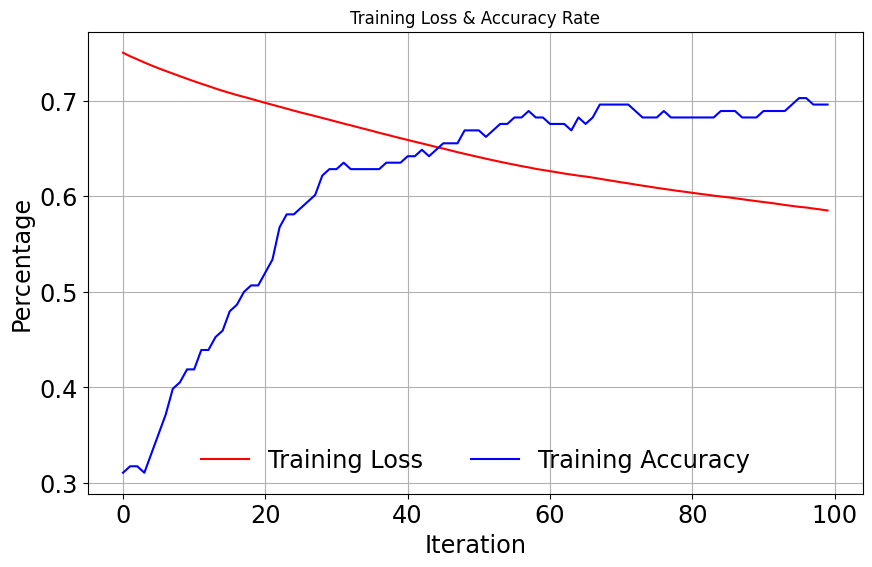 Training Loss & Accuracy Rate
0.7
0.6
0.5
0.4
0.3
Percentage
Training Loss Training Accuracy
0 20 40 60 80 100
Iteration